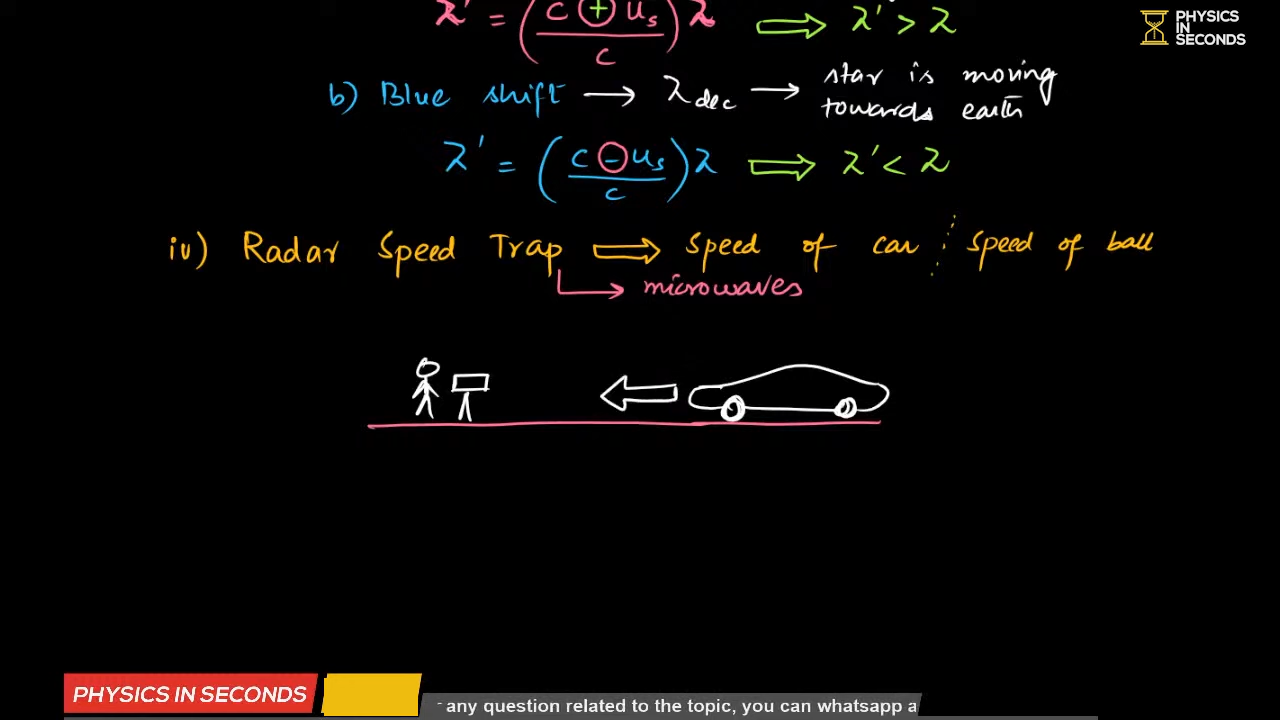 λ' = (c + us / c) λ ⟹ λ' > λ
PHYSICS
IN
SECONDS
b) Blue shift → λdec → star is moving
towards earth
λ' = (c - us / c) λ ⟹ λ' < λ
iv) Radar Speed Trap ⟹ speed of car speed of ball
microwaves
PHYSICS IN SECONDS
any question related to the topic, you can whatsapp a